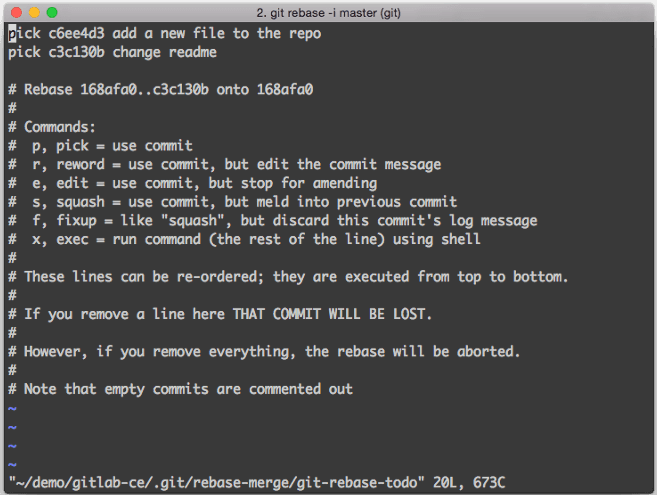 2. git rebase -i master (git)
pick c6ee4d3 add a new file to the repo
pick c3c130b change readme
# Rebase 168afa0..c3c130b onto 168afa0
#
# Commands:
#  p, pick = use commit
#  r, reword = use commit, but edit the commit message
#  e, edit = use commit, but stop for amending
#  s, squash = use commit, but meld into previous commit
#  f, fixup = like "squash", but discard this commit's log message
#  x, exec = run command (the rest of the line) using shell
#
# These lines can be re-ordered; they are executed from top to bottom.
#
# If you remove a line here THAT COMMIT WILL BE LOST.
#
# However, if you remove everything, the rebase will be aborted.
#
# Note that empty commits are commented out
~
~
~
~
"~/demo/gitlab-ce/.git/rebase-merge/git-rebase-todo" 20L, 673C